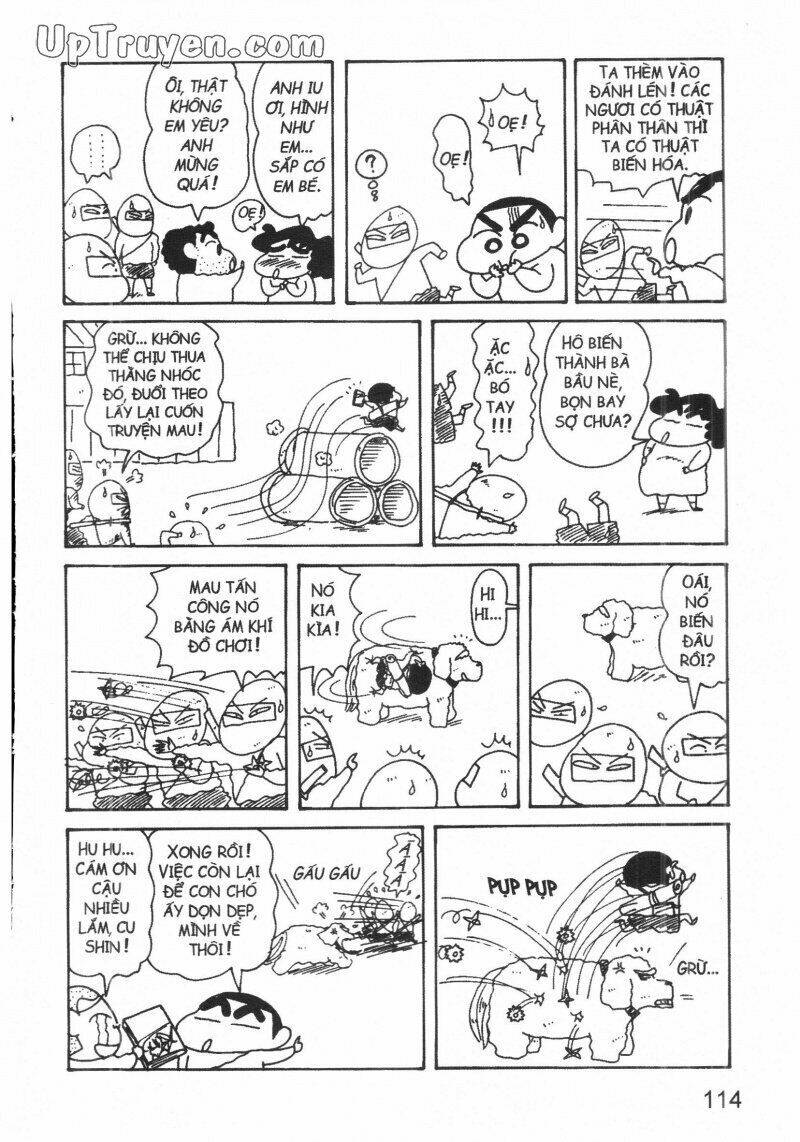 UpTruyen.com
TA THÈM VÀO
ĐÁNH LÉN! CÁC
NGƯƠI CÓ THUẬT
PHÂN THÂN THÌ
TA CÓ THUẬT
BIẾN HÓA.
OẸ!
OẸ!
?
ANH IU
ƠI, HÌNH
NHƯ
EM...
SẮP CÓ
EM BÉ.
OẸ!
ÔI, THẬT
KHÔNG
EM YÊU?
ANH
MỪNG
QUÁ!
HÔ BIẾN
THÀNH BÀ
BẦU NÈ,
BỌN BAY
SỢ CHƯA?
ẶC
ẶC...
BÓ
TAY
!!!
GRỪ... KHÔNG
THỂ CHỊU THUA
THẰNG NHÓC
ĐÓ, ĐUỔI THEO
LẤY LẠI CUỐN
TRUYỆN MAU!
OÁI,
NÓ
BIẾN
ĐÂU
RỒI?
HI
HI...
NÓ
KIA
KÌA!
MAU TẤN
CÔNG NÓ
BẰNG ÁM KHÍ
ĐỒ CHƠI!
PỤP PỤP
GRỪ...
Á
Á
Á
GẤU GẤU
XONG RỒI!
VIỆC CÒN LẠI
ĐỂ CON CHÓ
ẤY DỌN DẸP,
MÌNH VỀ
THÔI!
HU HU...
CÁM ƠN
CẬU
NHIỀU
LẮM, CU
SHIN!
114